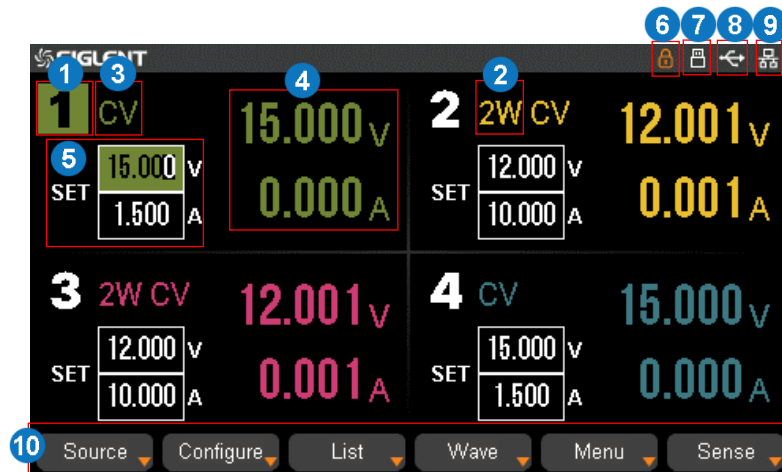 6 7 8 9
SIGLENT
1 3 4 2
1 CV 15.000 V
5 SET 15.000 V
1.500 A
0.000 A
2 2W CV 12.001 V
SET 12.000 V
10.000 A
0.001 A
3 2W CV 12.001 V
SET 12.000 V
10.000 A
0.001 A
4 CV 15.000 V
SET 15.000 V
1.500 A
0.000 A
10 Source Configure List Wave Menu Sense